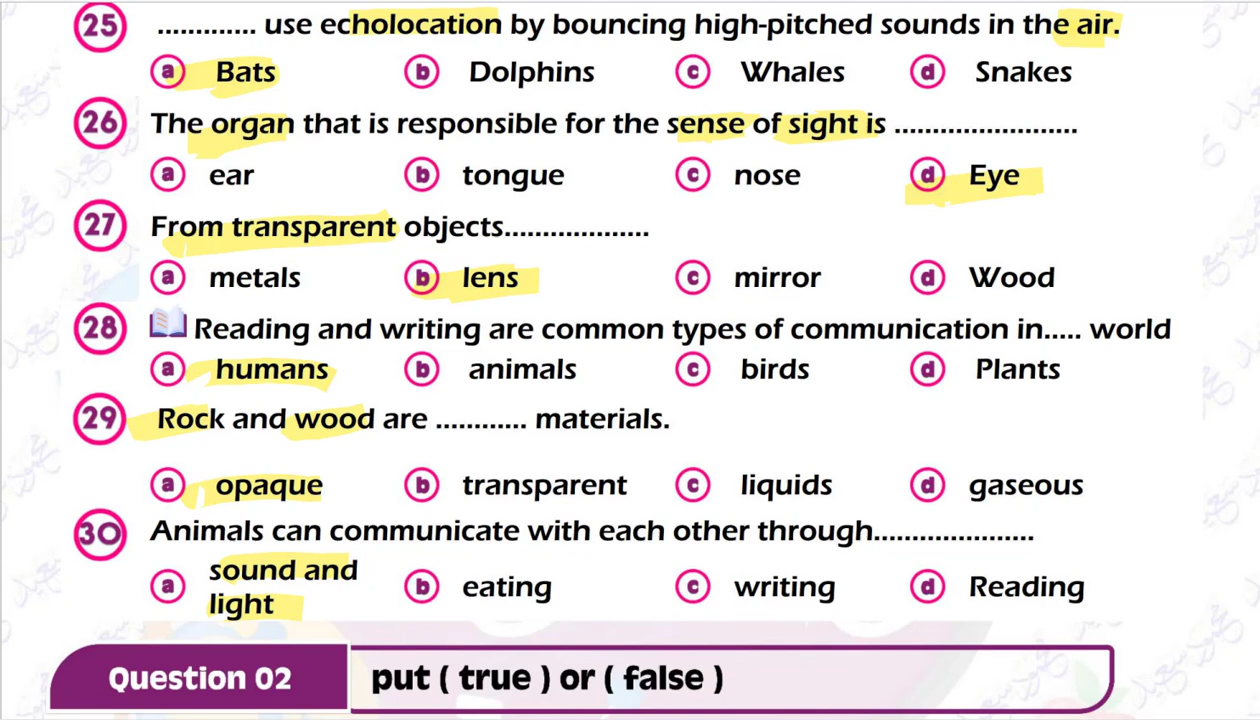 25 ............. use echolocation by bouncing high-pitched sounds in the air.
a Bats b Dolphins c Whales d Snakes
26 The organ that is responsible for the sense of sight is ........................
a ear b tongue c nose d Eye
27 From transparent objects...................
a metals b lens c mirror d Wood
28 Reading and writing are common types of communication in..... world
a humans b animals c birds d Plants
29 Rock and wood are ............ materials.
a opaque b transparent c liquids d gaseous
30 Animals can communicate with each other through.....................
a sound and light b eating c writing d Reading
Question 02 put ( true ) or ( false )